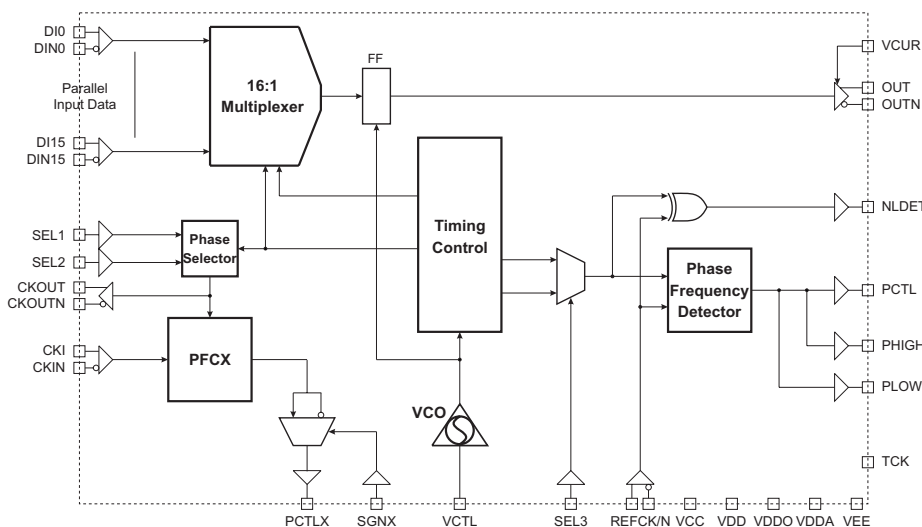 DI0
DIN0
Parallel
Input Data
DI15
DIN15
SEL1
SEL2
CKOUT
CKOUTN
CKI
CKIN
16:1
Multiplexer
FF
VCUR
OUT
OUTN
Timing
Control
Phase
Selector
PFCX
VCO
Phase
Frequency
Detector
NLDET
PCTL
PHIGH
PLOW
TCK
PCTLX
SGNX
VCTL
SEL3
REFCK/N
VCC
VDD
VDDO
VDDA
VEE